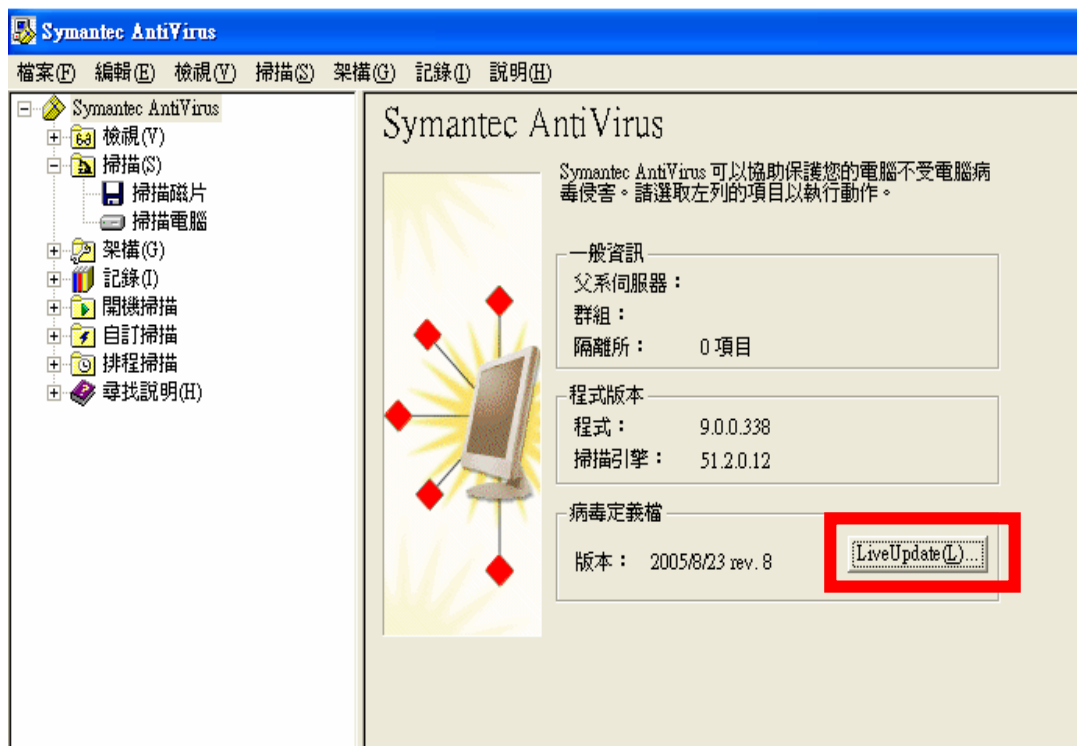 Symantec AntiVirus
檔案(F) 編輯(E) 檢視(V) 掃描(S) 架構(G) 記錄(I) 說明(H)
Symantec AntiVirus
檢視(V)
掃描(S)
掃描磁片
掃描電腦
架構(G)
記錄(I)
開機掃描
自訂掃描
排程掃描
尋找說明(H)
Symantec AntiVirus
Symantec AntiVirus 可以協助保護您的電腦不受電腦病
毒侵害。請選取左列的項目以執行動作。
一般資訊
父系伺服器：
群組：
隔離所： 0 項目
程式版本
程式： 9.0.0.338
掃描引擎： 51.2.0.12
病毒定義檔
版本： 2005/8/23 rev. 8
LiveUpdate(L)...